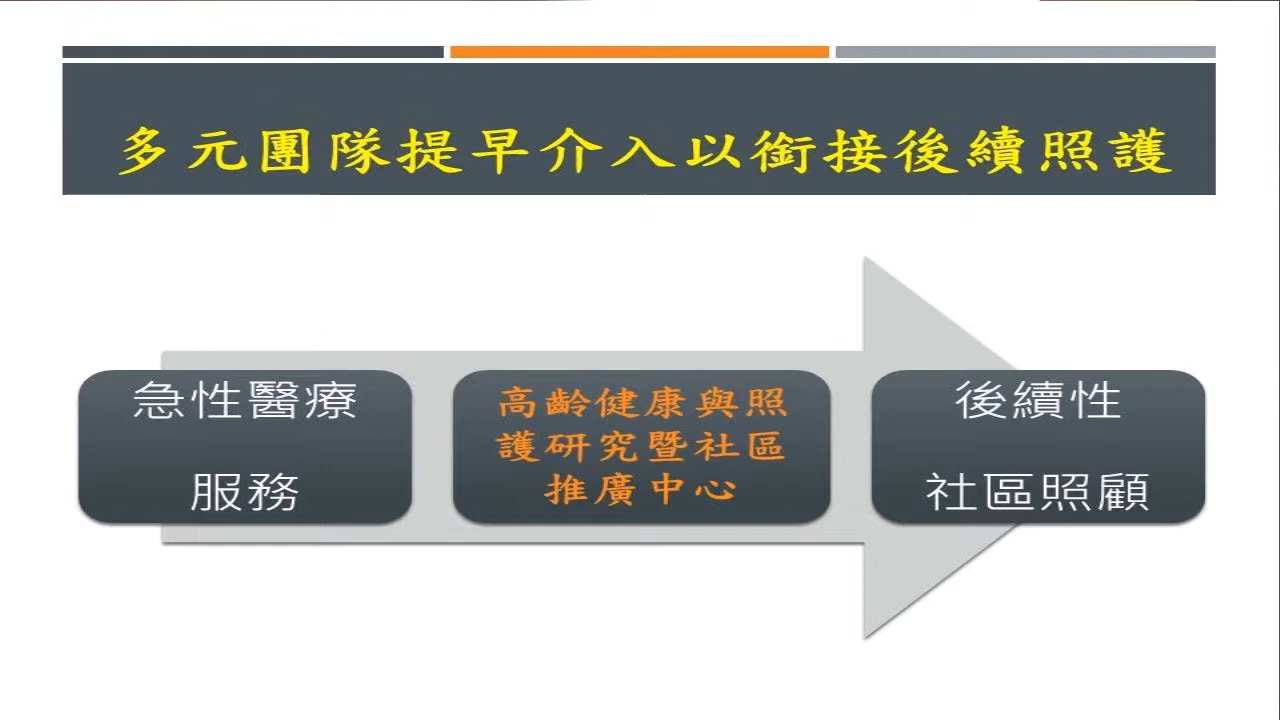 多元團隊提早介入以銜接後續照護
急性醫療
服務
高齡健康與照
護研究暨社區
推廣中心
後續性
社區照顧